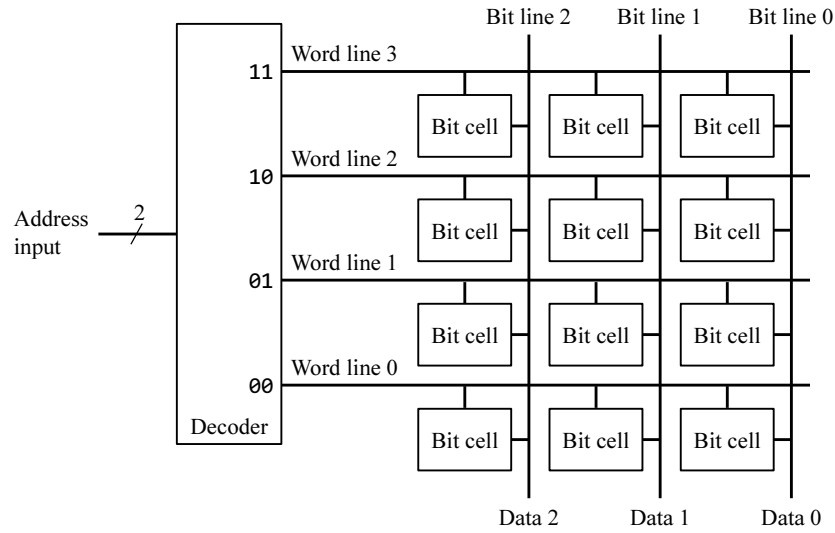 Bit line 2 Bit line 1 Bit line 0
Word line 3
11
Bit cell Bit cell Bit cell
Word line 2
10
Bit cell Bit cell Bit cell
Address
input
2
Word line 1
01
Bit cell Bit cell Bit cell
Word line 0
00
Decoder
Bit cell Bit cell Bit cell
Data 2 Data 1 Data 0